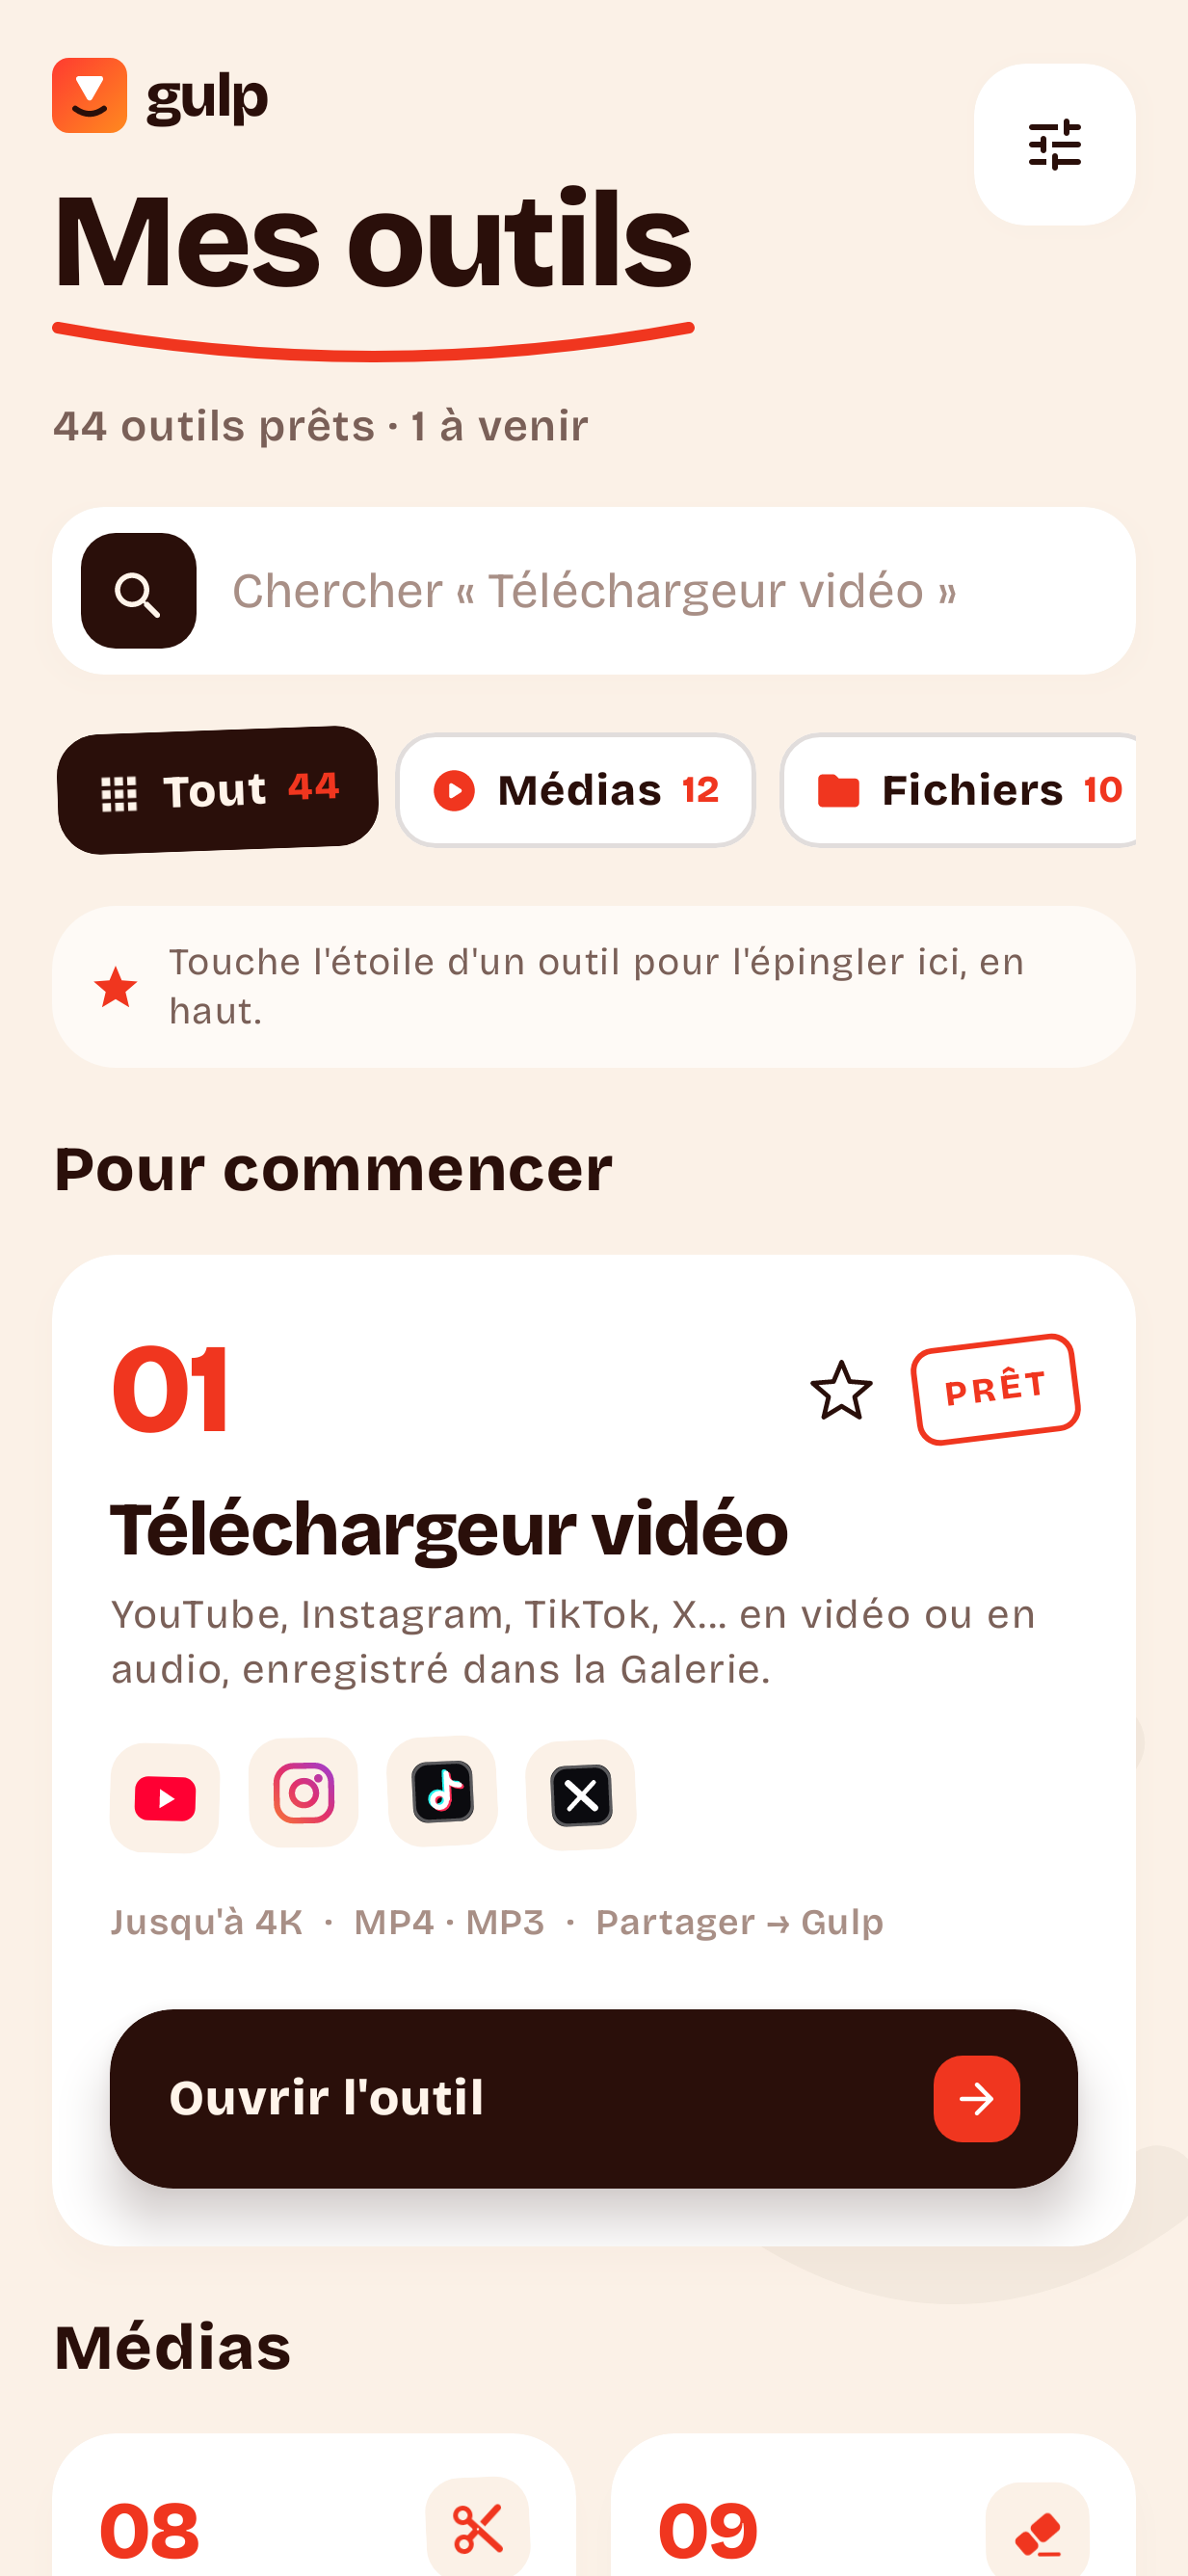 gulp
Mes outils
44 outils prêts · 1 à venir
Chercher « Téléchargeur vidéo »
Tout 44
Médias 12
Fichiers 10
Touche l'étoile d'un outil pour l'épingler ici, en
haut.
Pour commencer
01
PRÊT
Téléchargeur vidéo
YouTube, Instagram, TikTok, X... en vidéo ou en
audio, enregistré dans la Galerie.
Jusqu'à 4K · MP4 · MP3 · Partager → Gulp
Ouvrir l'outil
Médias
08
09